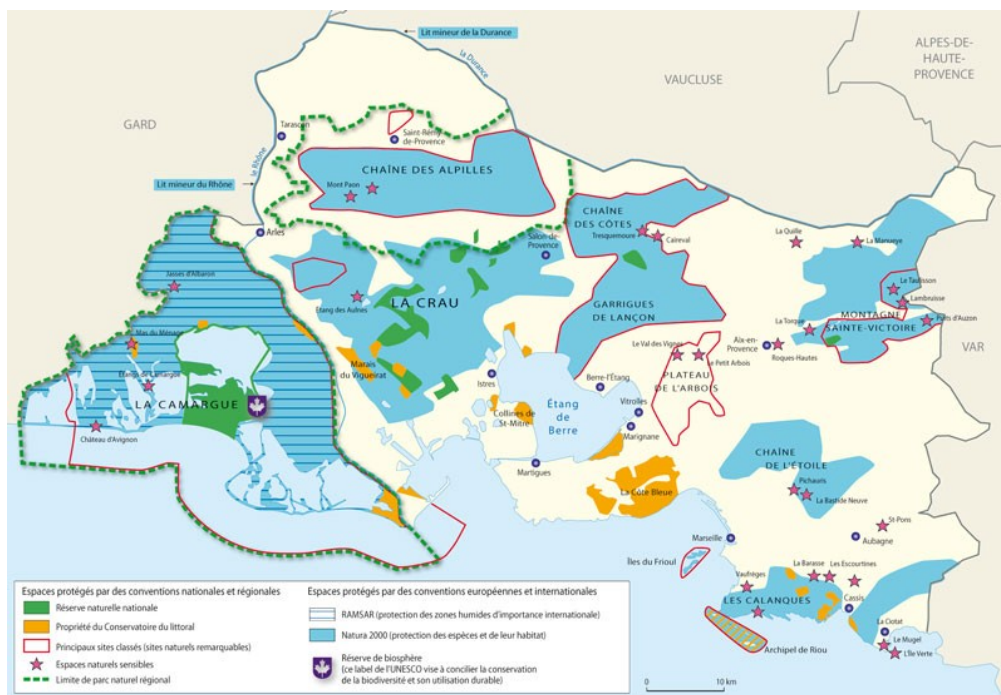 Lit mineur de la Durance
la Durance
ALPES-DE-
HAUTE-
PROVENCE
VAUCLUSE
GARD
Tarascon
Saint-Rémy-
de-Provence
le Rhône
CHAÎNE DES ALPILLES
Mont Paon
Lit mineur du Rhône
CHAÎNE
DES CÔTES
Tresquemoure
Caireval
La Quille
La Manueye
Arles
Salon-de-
Provence
Jasses d'Albaron
Étang des Aulnes
LA CRAU
Le Taulisson
Lambruisse
GARRIGUES
DE LANÇON
MONTAGNE
SAINTE-VICTOIRE
Puits d'Auzon
La Torque
VAR
Mas du Ménage
Marais
du Vigueirat
Aix-en-
Provence
Roques-Hautes
Le Val des Vignes
Le Petit Arbois
PLATEAU
DE L'ARBOIS
Istres
Berre-l'Étang
Étangs de Camargue
LA CAMARGUE
Collines de
St-Mitre
Étang
de
Berre
Vitrolles
Marignane
Château d'Avignon
Martigues
CHAÎNE
DE L'ÉTOILE
Pichauris
La Bastide Neuve
La Côte Bleue
St-Pons
Aubagne
Marseille
Îles du Frioul
La Barasse
Les Escourtines
Vaufrèges
LES CALANQUES
Cassis
La Ciotat
Le Mugel
L'Île Verte
Archipel de Riou
Espaces protégés par des conventions nationales et régionales
Réserve naturelle nationale
Propriété du Conservatoire du littoral
Principaux sites classés (sites naturels remarquables)
Espaces naturels sensibles
Limite de parc naturel régional
Espaces protégés par des conventions européennes et internationales
RAMSAR (protection des zones humides d'importance internationale)
Natura 2000 (protection des espèces et de leur habitat)
Réserve de biosphère
(ce label de l'UNESCO vise à concilier la conservation
de la biodiversité et son utilisation durable)
0
10 km